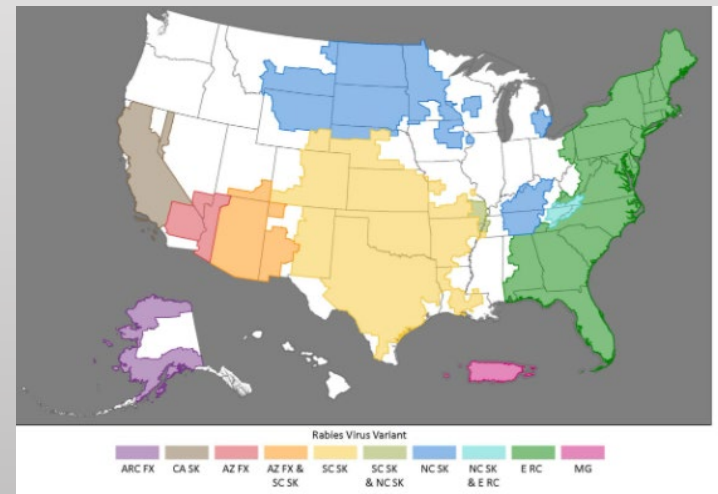 Rabies Virus Variant
ARC FX CA SK AZ FX AZ FX & SC SK SC SK & NC SK NC SK E RC MG
SC SK & NC SK & E RC